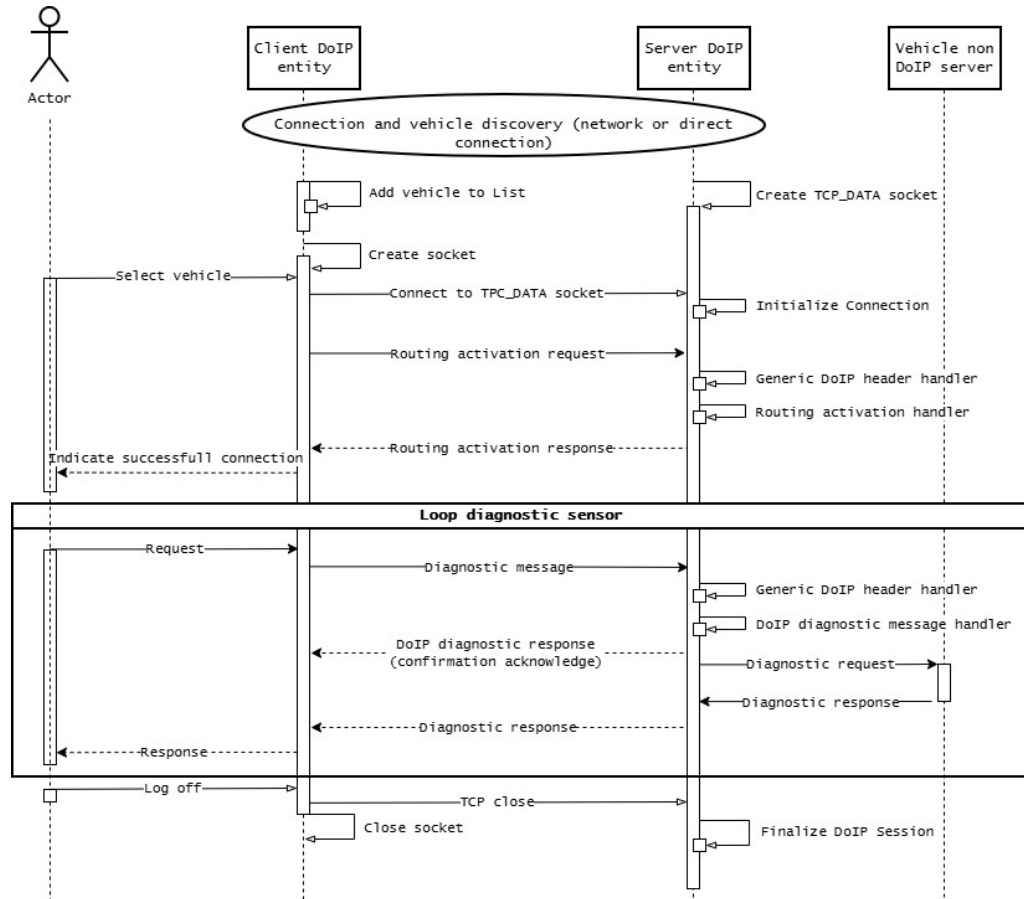 Actor
Client DoIP
entity
Server DoIP
entity
Vehicle non
DoIP server
Connection and vehicle discovery (network or direct
connection)
Add vehicle to List
Create TCP_DATA socket
Create socket
Select vehicle
Connect to TPC_DATA socket
Initialize Connection
Routing activation request
Generic DoIP header handler
Routing activation handler
Routing activation response
Indicate successfull connection
Loop diagnostic sensor
Request
Diagnostic message
Generic DoIP header handler
DoIP diagnostic message handler
DoIP diagnostic response
(confirmation acknowledge)
Diagnostic request
Diagnostic response
Diagnostic response
Response
Log off
TCP close
Close socket
Finalize DoIP Session